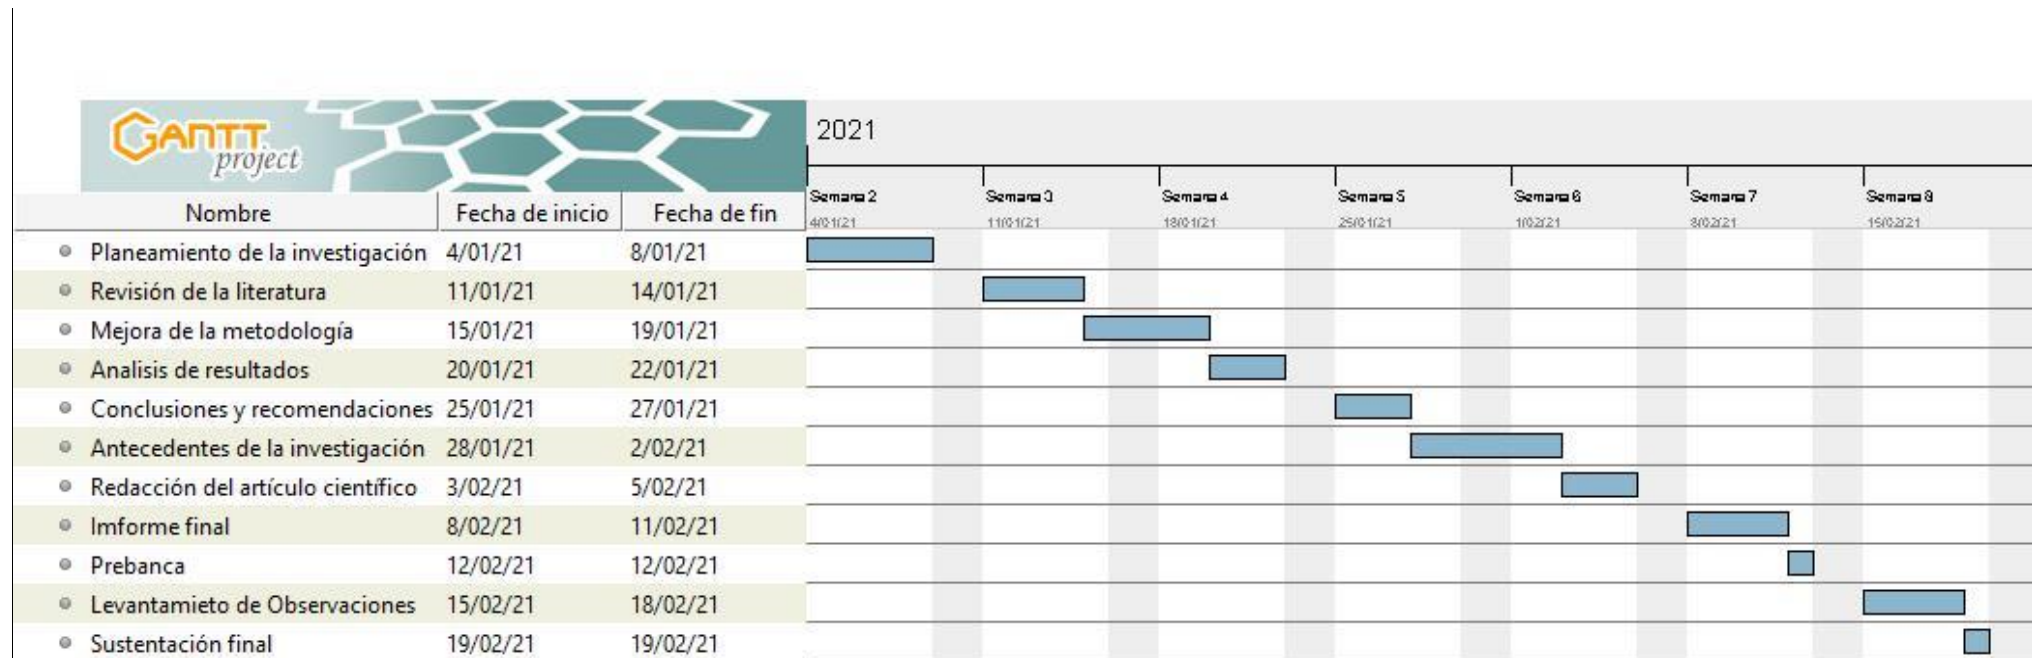 GANTT
project
2021
Semana 2 Semana 3 Semana 4 Semana 5 Semana 6 Semana 7 Semana 8
4/01/21 11/01/21 18/01/21 25/01/21 1/02/21 8/02/21 15/02/21
Nombre Fecha de inicio Fecha de fin
Planeamiento de la investigación 4/01/21 8/01/21
Revisión de la literatura 11/01/21 14/01/21
Mejora de la metodología 15/01/21 19/01/21
Analisis de resultados 20/01/21 22/01/21
Conclusiones y recomendaciones 25/01/21 27/01/21
Antecedentes de la investigación 28/01/21 2/02/21
Redacción del artículo científico 3/02/21 5/02/21
Imforme final 8/02/21 11/02/21
Prebanca 12/02/21 12/02/21
Levantamieto de Observaciones 15/02/21 18/02/21
Sustentación final 19/02/21 19/02/21